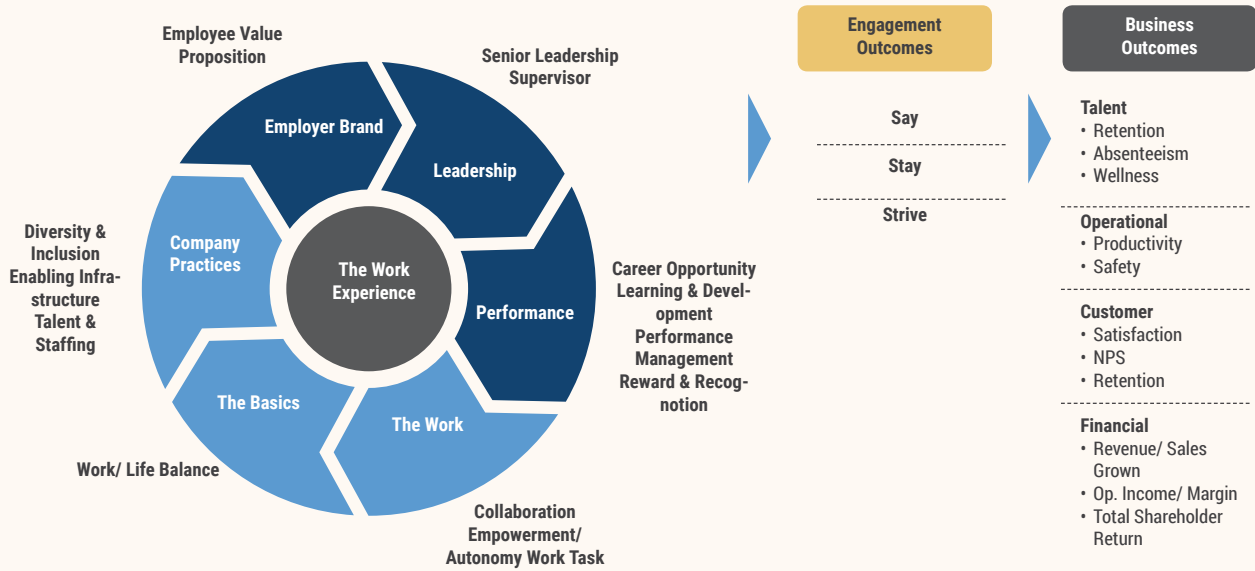 Employee Value
Proposition
Senior Leadership
Supervisor
Employer Brand
Leadership
Company
Practices
The Work
Experience
Performance
The Basics
The Work
Diversity &
Inclusion
Enabling Infra-
structure
Talent &
Staffing
Career Opportunity
Learning & Devel-
opment
Performance
Management
Reward & Recog-
notion
Work/ Life Balance
Collaboration
Empowerment/
Autonomy Work Task
Engagement
Outcomes
Say
Stay
Strive
Business
Outcomes
Talent
• Retention
• Absenteeism
• Wellness
Operational
• Productivity
• Safety
Customer
• Satisfaction
• NPS
• Retention
Financial
• Revenue/ Sales
Grown
• Op. Income/ Margin
• Total Shareholder
Return